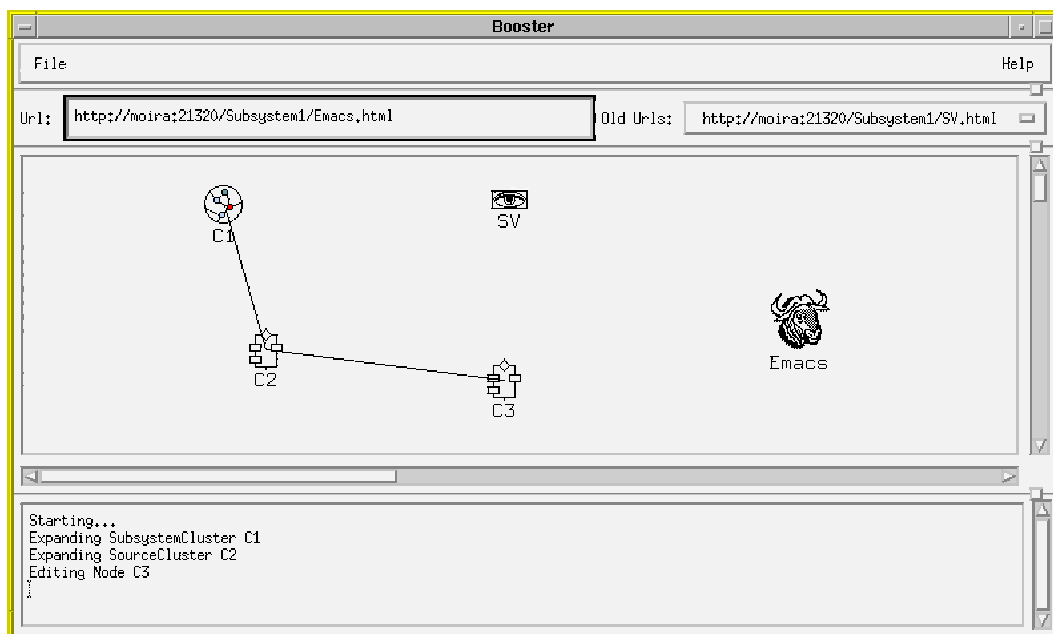 Booster
File Help
Url: http://moira:21320/Subsystem1/Emacs.html Old Urls: http://moira:21320/Subsystem1/SV.html
C1
SV
Emacs
C2
C3
Starting...
Expanding SubsystemCluster C1
Expanding SourceCluster C2
Editing Node C3